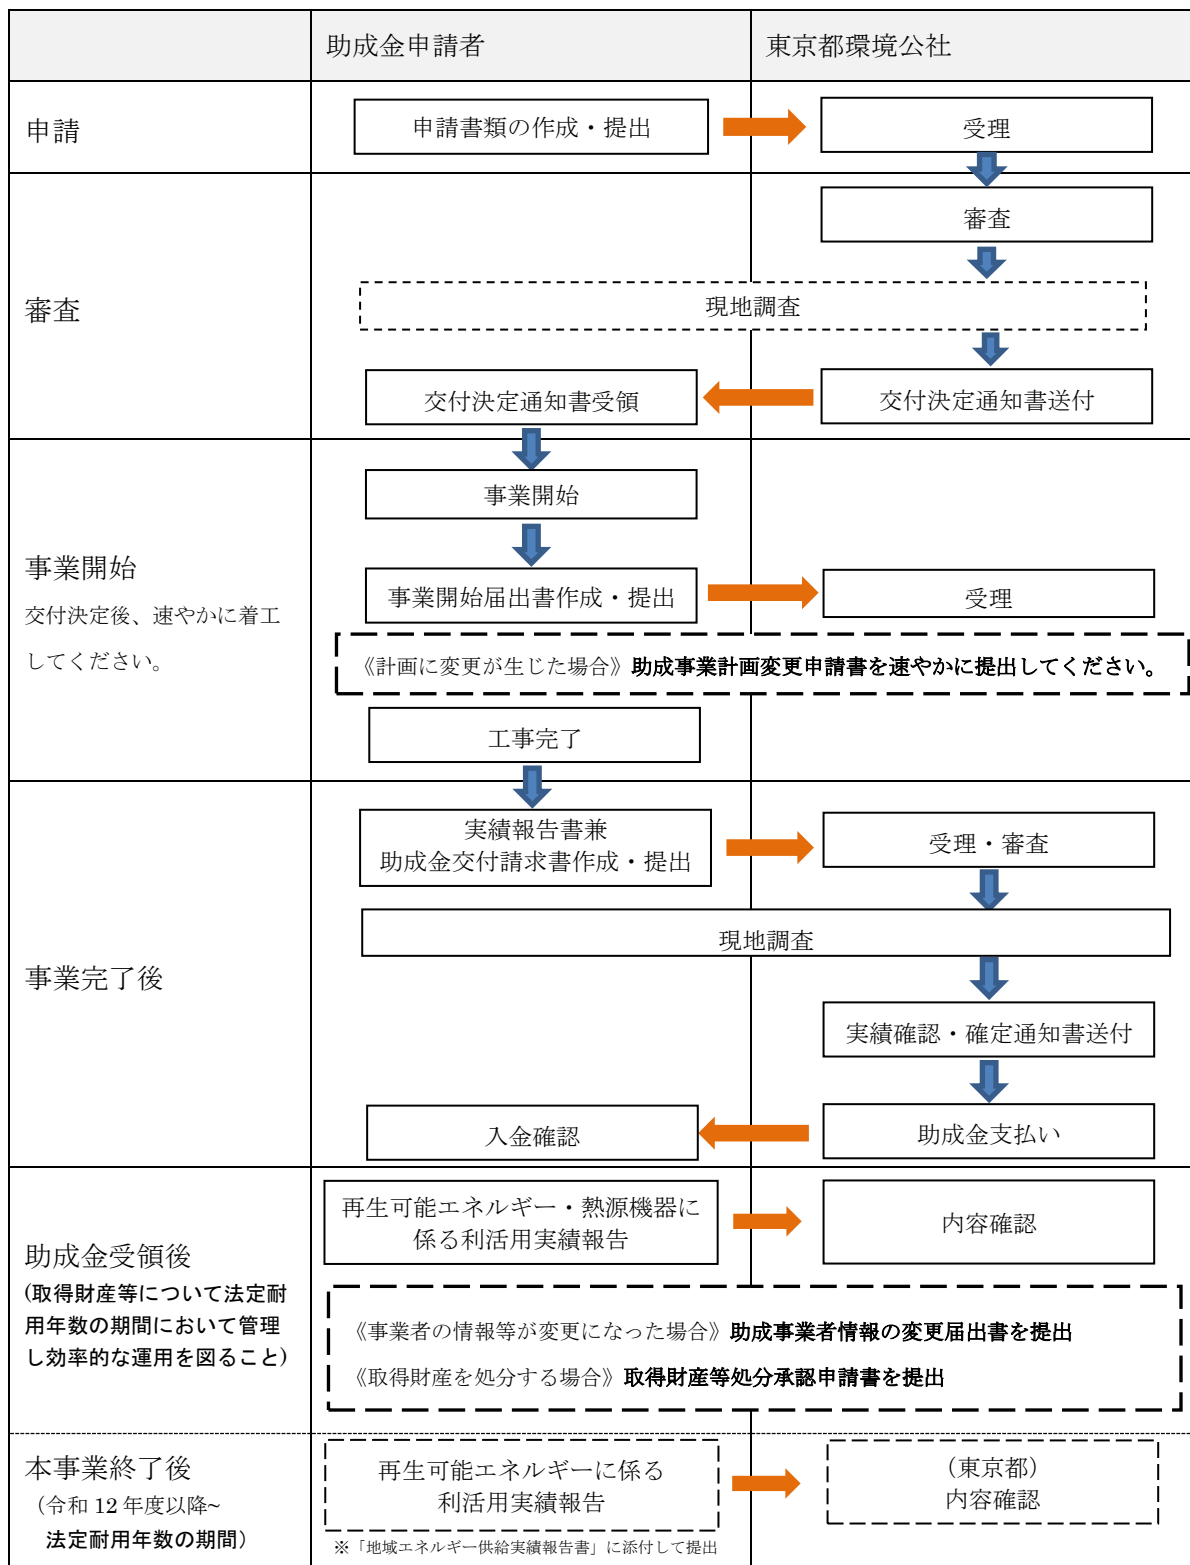 助成金申請者
東京都環境公社
申請
申請書類の作成・提出
受理
審査
審査
現地調査
交付決定通知書受領
交付決定通知書送付
事業開始
交付決定後、速やかに着工
してください。
事業開始
事業開始届出書作成・提出
受理
《計画に変更が生じた場合》助成事業計画変更申請書を速やかに提出してください。
工事完了
事業完了後
実績報告書兼
助成金交付請求書作成・提出
受理・審査
現地調査
実績確認・確定通知書送付
入金確認
助成金支払い
助成金受領後
(取得財産等について法定耐
用年数の期間において管理
し効率的な運用を図ること)
再生可能エネルギー・熱源機器に
係る利活用実績報告
内容確認
《事業者の情報等が変更になった場合》助成事業者情報の変更届出書を提出
《取得財産を処分する場合》取得財産等処分承認申請書を提出
本事業終了後
(令和 12 年度以降~
法定耐用年数の期間)
再生可能エネルギーに係る
利活用実績報告
※「地域エネルギー供給実績報告書」に添付して提出
(東京都)
内容確認